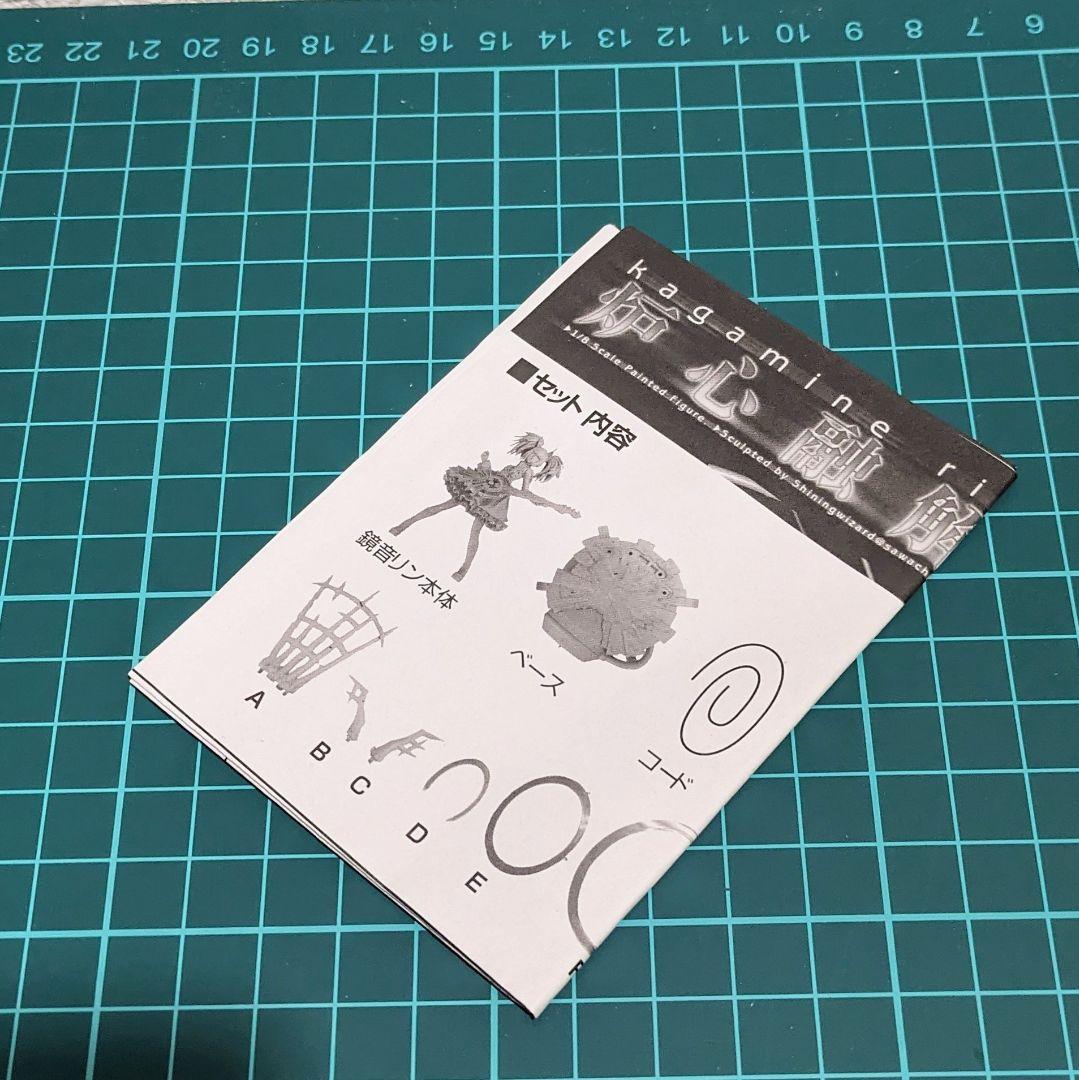 23 22 21 20 19 18 17 16 15 14 13 12 11 10 9 8 7 6
kagamine ri
炉心融解
▶1/8 Scale Painted Figure. ▶Sculpted by Shiningwizard@sawach
■セット内容
鏡音リン本体
ベース
コード
A
B
C
D
E